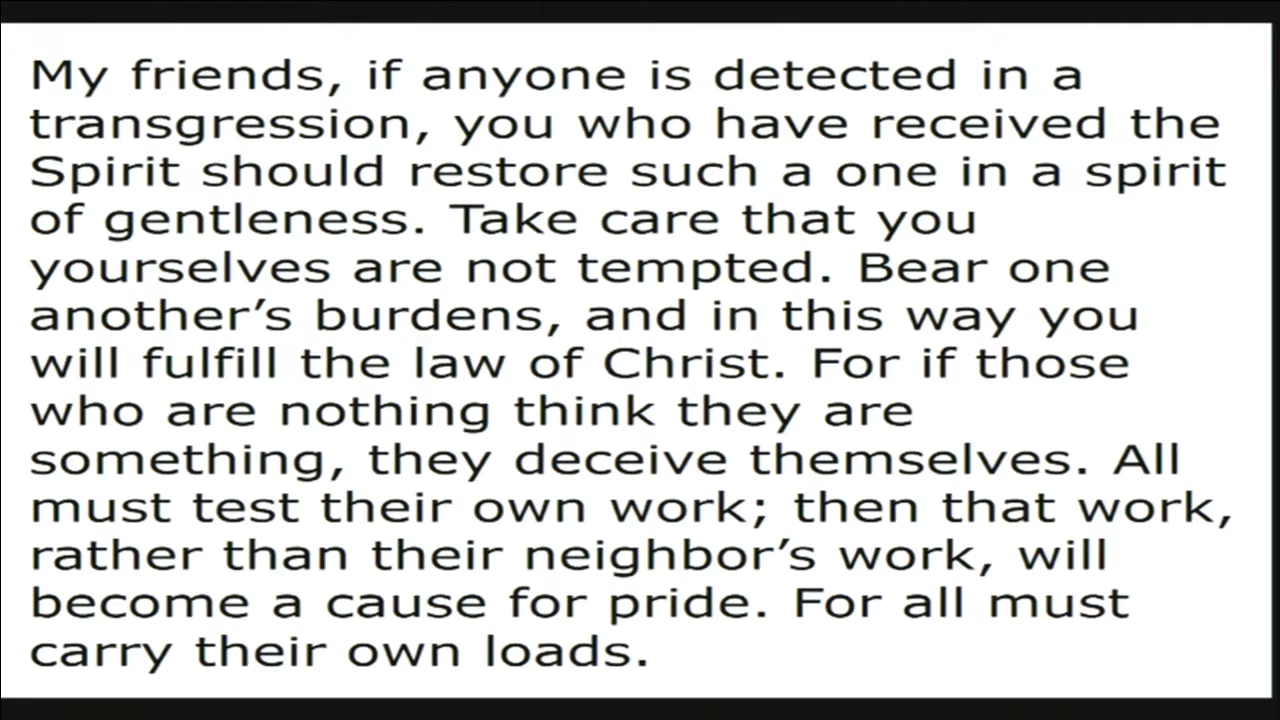 My friends, if anyone is detected in a
transgression, you who have received the
Spirit should restore such a one in a spirit
of gentleness. Take care that you
yourselves are not tempted. Bear one
another’s burdens, and in this way you
will fulfill the law of Christ. For if those
who are nothing think they are
something, they deceive themselves. All
must test their own work; then that work,
rather than their neighbor’s work, will
become a cause for pride. For all must
carry their own loads.